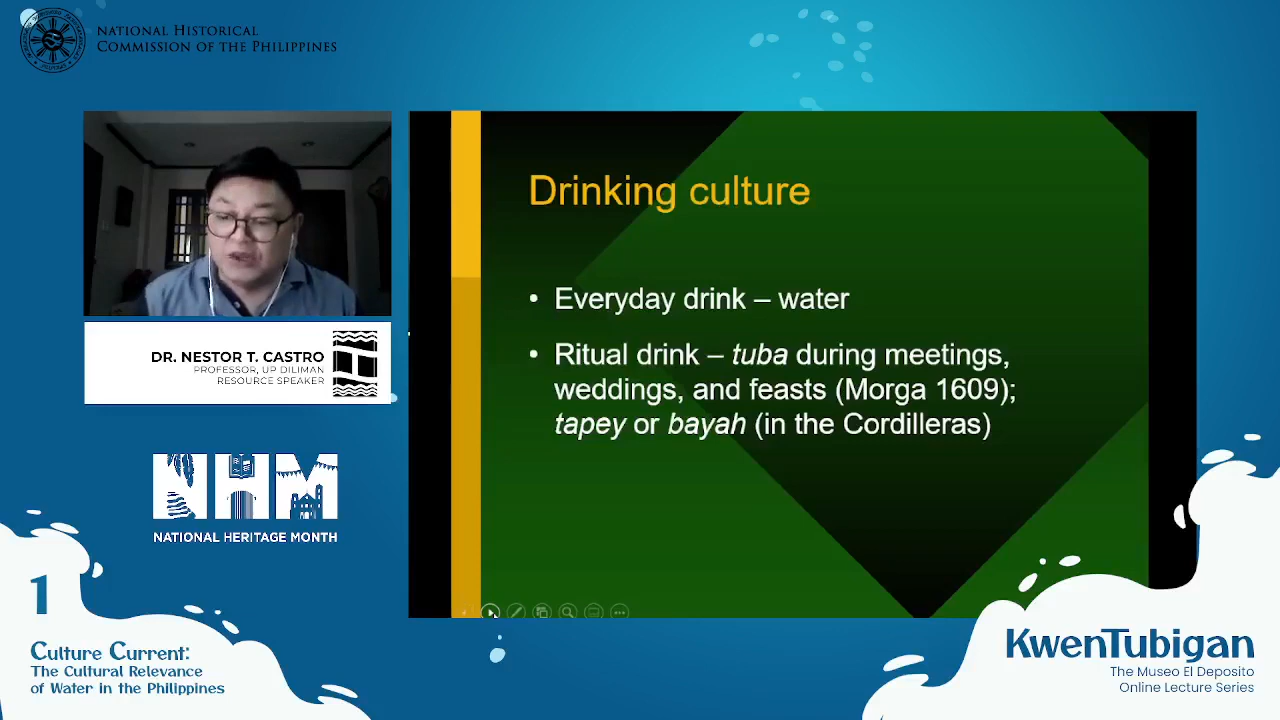 NATIONAL HISTORICAL
COMMISSION OF THE PHILIPPINES
Drinking culture
• Everyday drink – water
• Ritual drink – tuba during meetings,
weddings, and feasts (Morga 1609);
tapey or bayah (in the Cordilleras)
DR. NESTOR T. CASTRO
PROFESSOR, UP DILIMAN
RESOURCE SPEAKER
NHM
NATIONAL HERITAGE MONTH
1
Culture Current:
The Cultural Relevance
of Water in the Philippines
KwenTubigan
The Museo El Deposito
Online Lecture Series